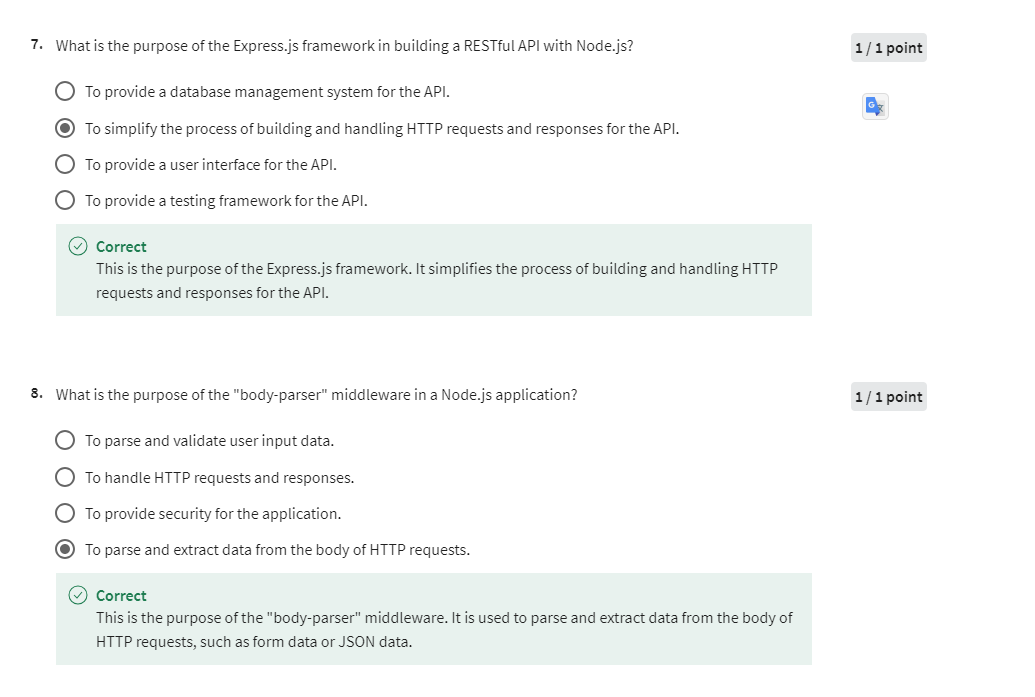 7. What is the purpose of the Express.js framework in building a RESTful API with Node.js?
1 / 1 point
To provide a database management system for the API.
To simplify the process of building and handling HTTP requests and responses for the API.
To provide a user interface for the API.
To provide a testing framework for the API.
Correct
This is the purpose of the Express.js framework. It simplifies the process of building and handling HTTP
requests and responses for the API.
8. What is the purpose of the "body-parser" middleware in a Node.js application?
1 / 1 point
To parse and validate user input data.
To handle HTTP requests and responses.
To provide security for the application.
To parse and extract data from the body of HTTP requests.
Correct
This is the purpose of the "body-parser" middleware. It is used to parse and extract data from the body of
HTTP requests, such as form data or JSON data.